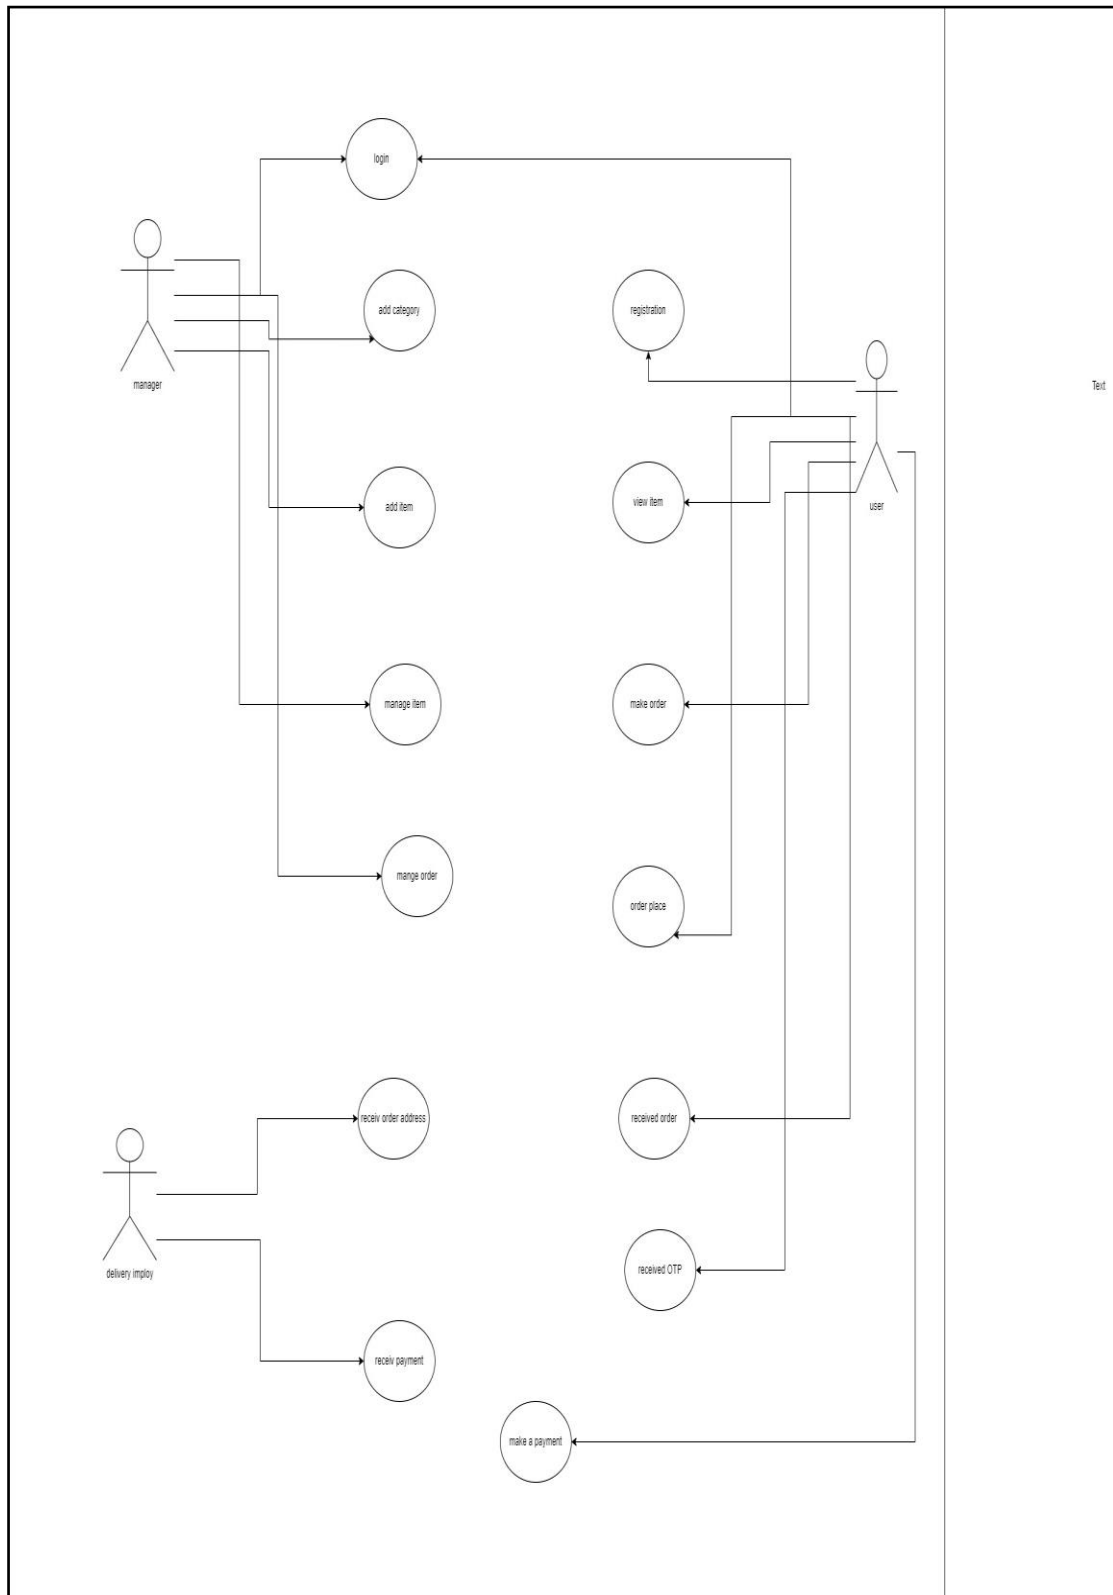 login
add category
registration
manager
Text
add item
view item
user
manage item
make order
mange order
order place
receiv order address
received order
delivery imploy
received OTP
receiv payment
make a payment